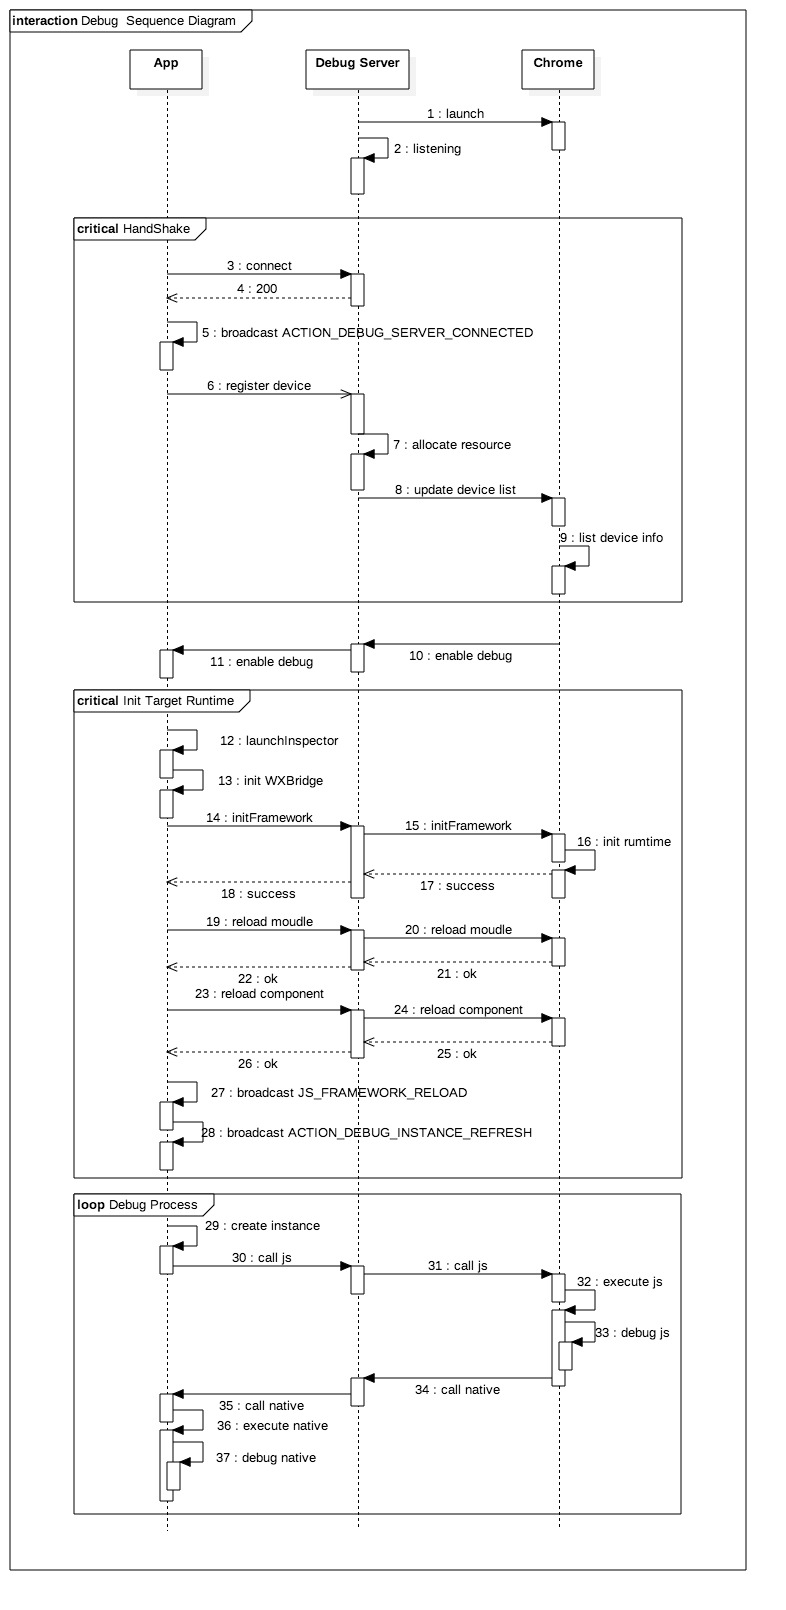 interaction Debug  Sequence Diagram
App
Debug Server
Chrome
1 : launch
2 : listening
critical HandShake
3 : connect
4 : 200
5 : broadcast ACTION_DEBUG_SERVER_CONNECTED
6 : register device
7 : allocate resource
8 : update device list
9 : list device info
10 : enable debug
11 : enable debug
critical Init Target Runtime
12 : launchInspector
13 : init WXBridge
14 : initFramework
15 : initFramework
16 : init rumtime
17 : success
18 : success
19 : reload moudle
20 : reload moudle
21 : ok
22 : ok
23 : reload component
24 : reload component
25 : ok
26 : ok
27 : broadcast JS_FRAMEWORK_RELOAD
28 : broadcast ACTION_DEBUG_INSTANCE_REFRESH
loop Debug Process
29 : create instance
30 : call js
31 : call js
32 : execute js
33 : debug js
34 : call native
35 : call native
36 : execute native
37 : debug native